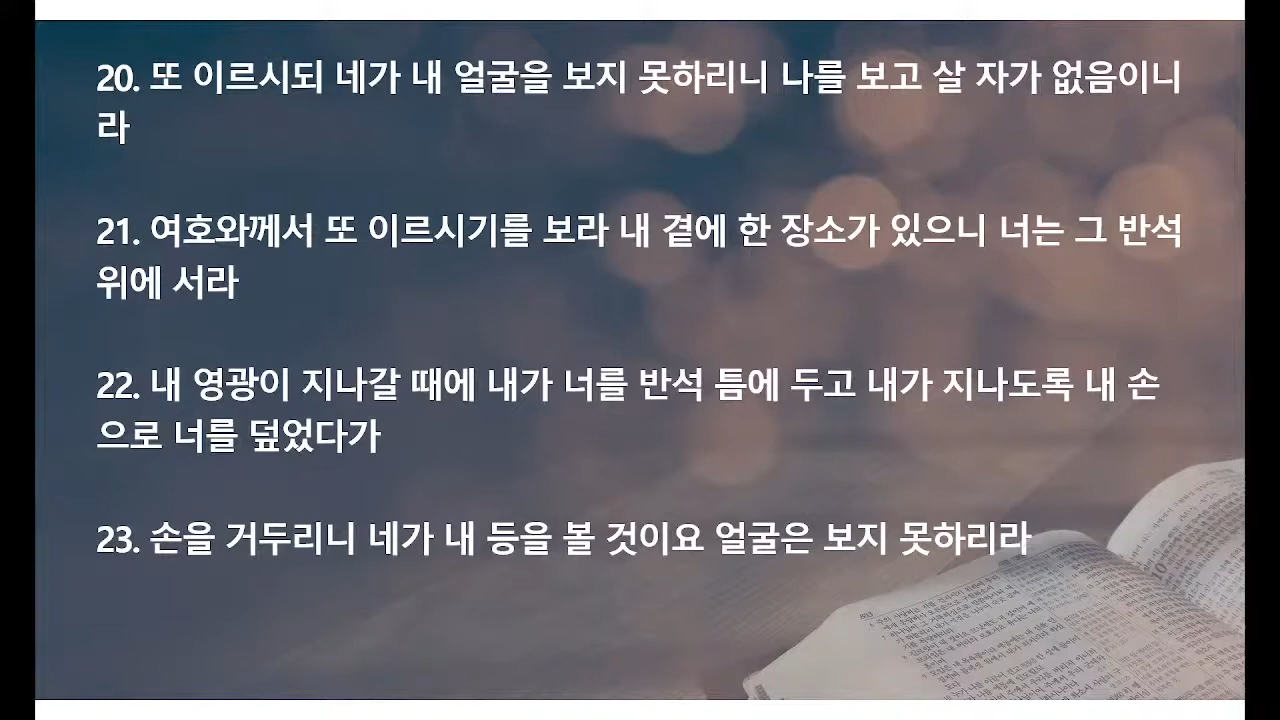 20. 또 이르시되 네가 내 얼굴을 보지 못하리니 나를 보고 살 자가 없음이니
라
21. 여호와께서 또 이르시기를 보라 내 곁에 한 장소가 있으니 너는 그 반석
위에 서라
22. 내 영광이 지나갈 때에 내가 너를 반석 틈에 두고 내가 지나도록 내 손
으로 너를 덮었다가
23. 손을 거두리니 네가 내 등을 볼 것이요 얼굴은 보지 못하리라